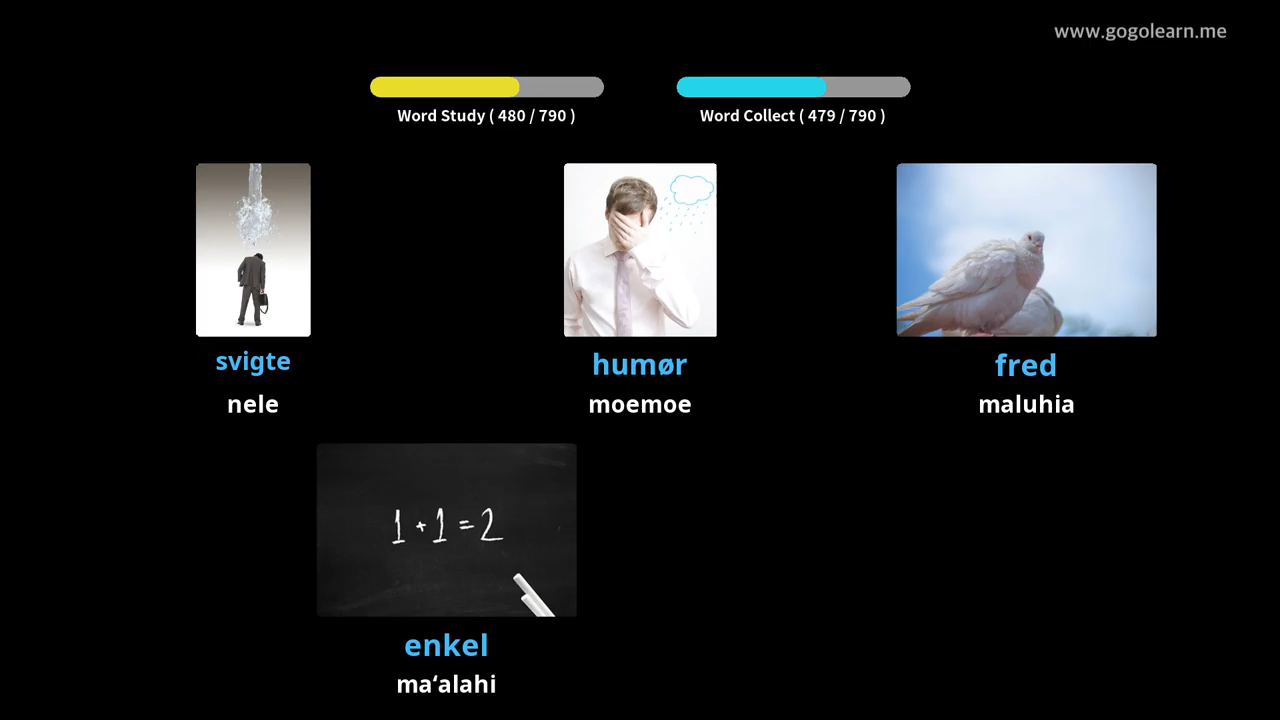 www.gogolearn.me
Word Study ( 480 / 790 )
Word Collect ( 479 / 790 )
svigte
nele
humør
moemoe
fred
maluhia
1 + 1 = 2
enkel
maʻalahi